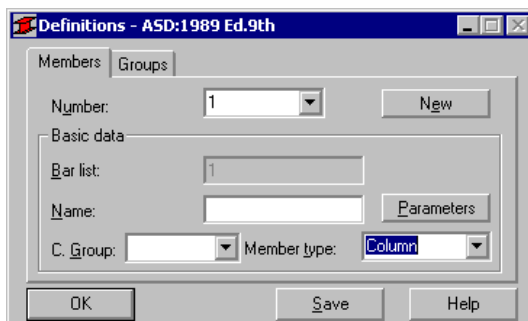 Definitions - ASD:1989 Ed.9th
Members Groups
Number: 1 New
Basic data
Bar list: 1
Name: Parameters
C. Group: Member type: Column
OK Save Help